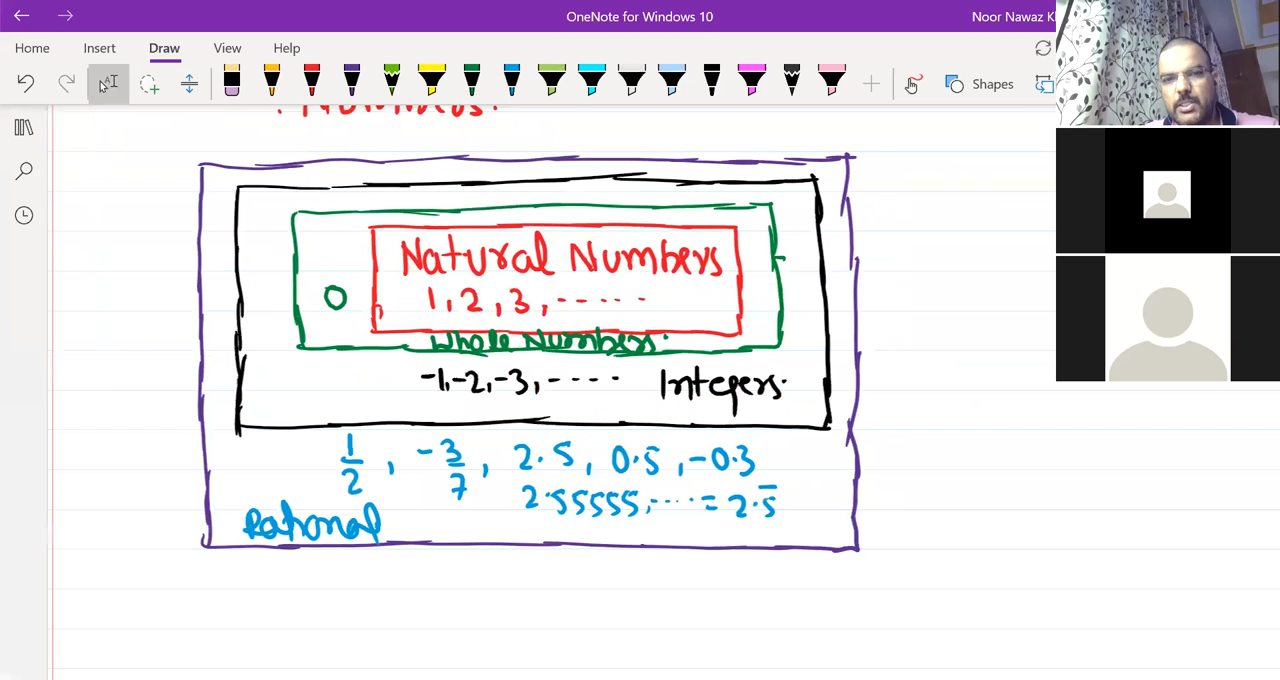 OneNote for Windows 10
Noor Nawaz K
Home Insert Draw View Help
Shapes
Natural Numbers
0 1, 2, 3, ------
Whole Numbers.
-1, -2, -3, ----- Integers.
1/2, -3/7, 2.5, 0.5, -0.3
2.55555,.... = 2.5̅
Rational